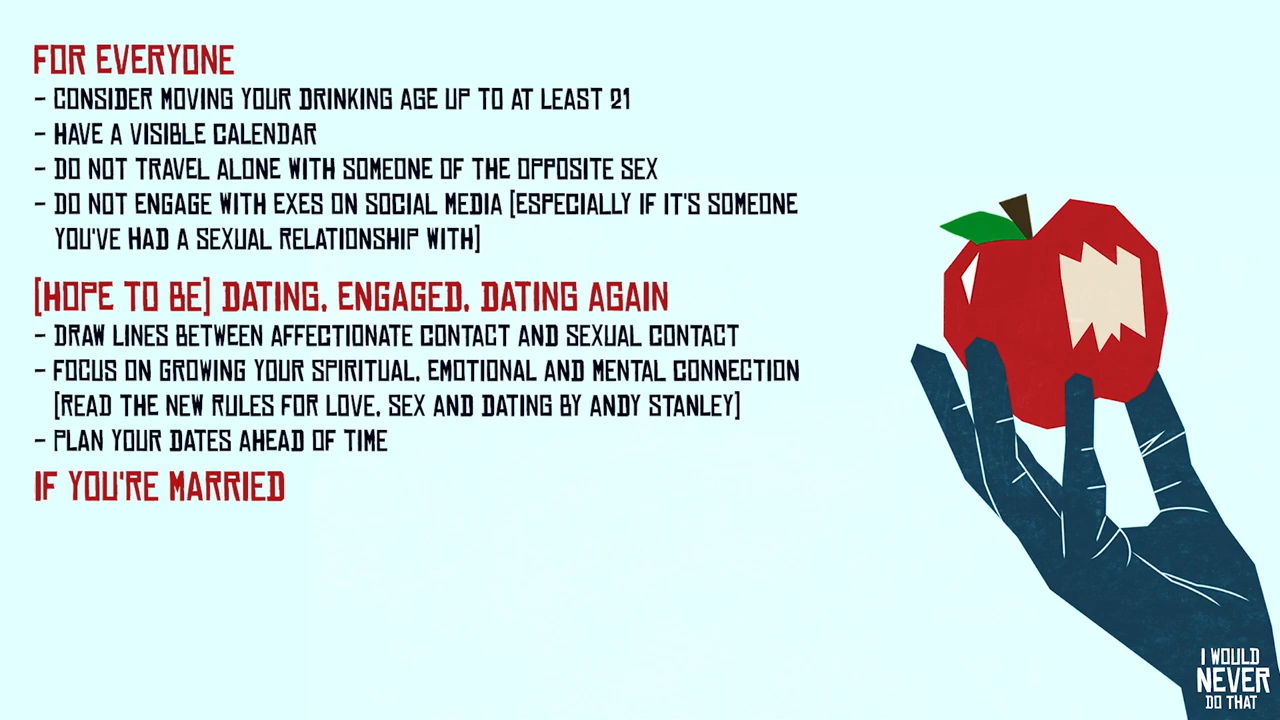 FOR EVERYONE
- CONSIDER MOVING YOUR DRINKING AGE UP TO AT LEAST 21
- HAVE A VISIBLE CALENDAR
- DO NOT TRAVEL ALONE WITH SOMEONE OF THE OPPOSITE SEX
- DO NOT ENGAGE WITH EXES ON SOCIAL MEDIA [ESPECIALLY IF IT'S SOMEONE
YOU'VE HAD A SEXUAL RELATIONSHIP WITH]
[HOPE TO BE] DATING, ENGAGED, DATING AGAIN
- DRAW LINES BETWEEN AFFECTIONATE CONTACT AND SEXUAL CONTACT
- FOCUS ON GROWING YOUR SPIRITUAL, EMOTIONAL AND MENTAL CONNECTION
[READ THE NEW RULES FOR LOVE, SEX AND DATING BY ANDY STANLEY]
- PLAN YOUR DATES AHEAD OF TIME
IF YOU'RE MARRIED
I WOULD
NEVER
DO THAT